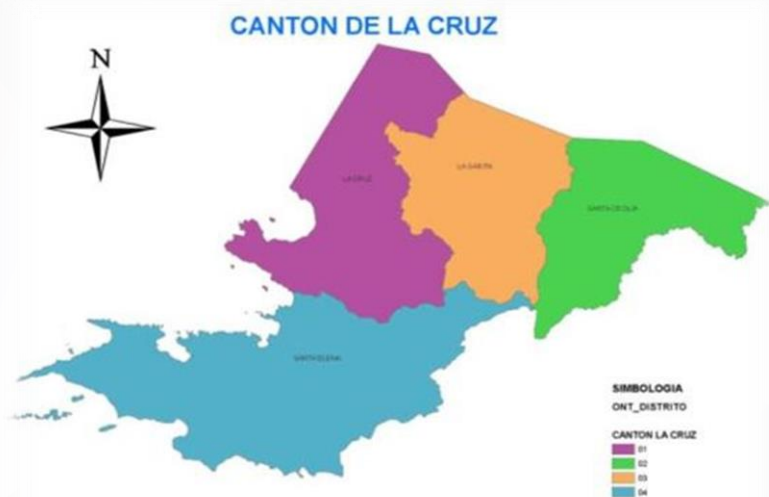 CANTON DE LA CRUZ
N
LA CRUZ
LA GARITA
SANTA CECILIA
SANTA ELENA
SIMBOLOGIA
ONT_DISTRITO
CANTON LA CRUZ
01
02
03
04